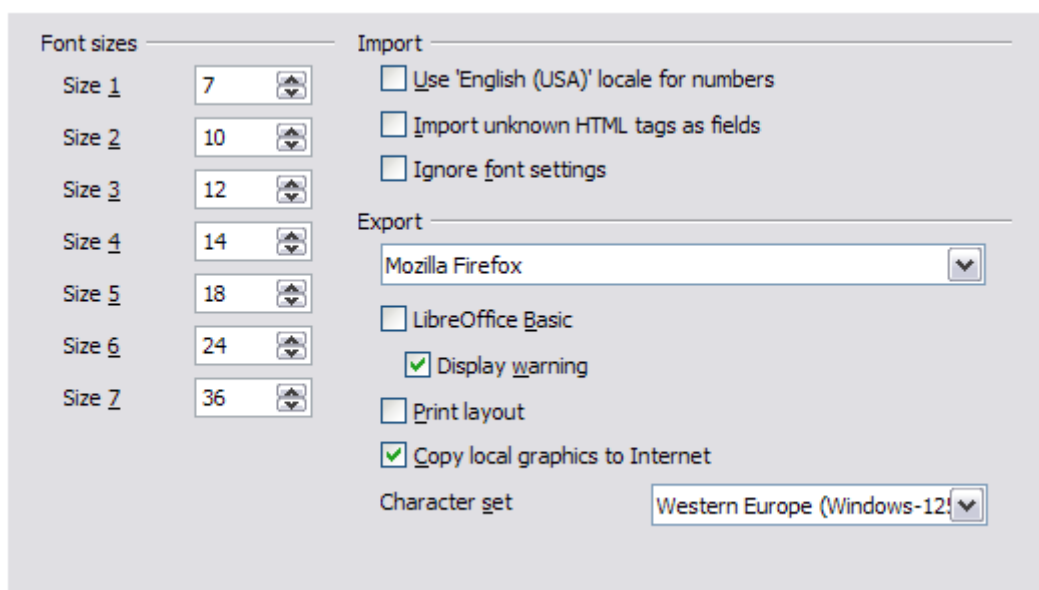 Font sizes
Size 1 7
Size 2 10
Size 3 12
Size 4 14
Size 5 18
Size 6 24
Size 7 36
Import
Use 'English (USA)' locale for numbers
Import unknown HTML tags as fields
Ignore font settings
Export
Mozilla Firefox
LibreOffice Basic
Display warning
Print layout
Copy local graphics to Internet
Character set Western Europe (Windows-125